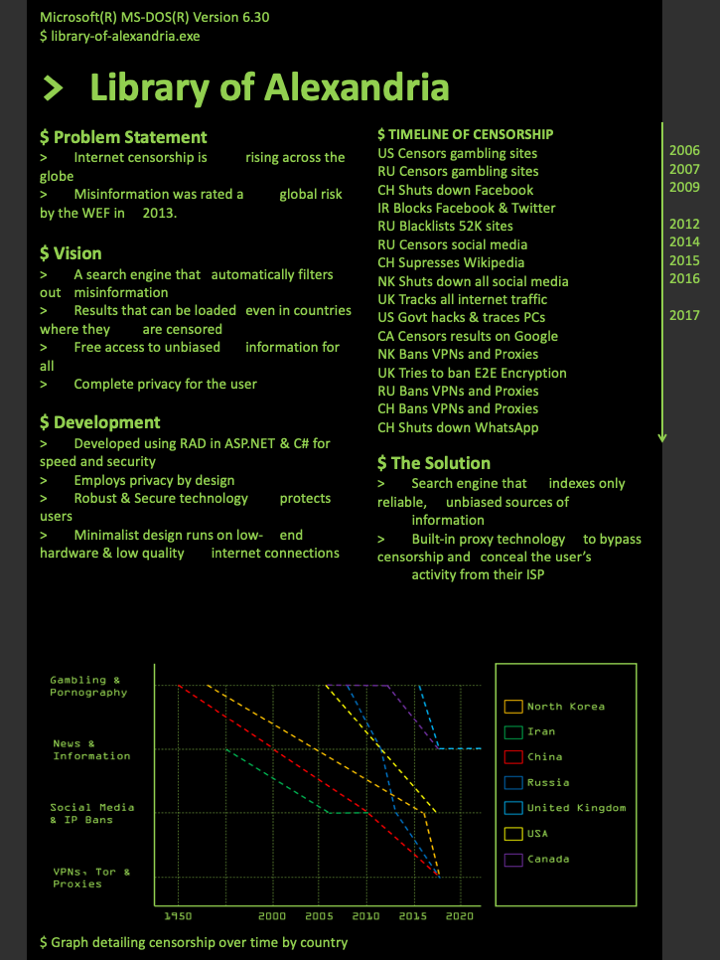 Microsoft(R) MS-DOS(R) Version 6.30
$ library-of-alexandria.exe
> Library of Alexandria
$ Problem Statement
> Internet censorship is rising across the
globe
> Misinformation was rated a global risk
by the WEF in 2013.
$ Vision
> A search engine that automatically filters
out misinformation
> Results that can be loaded even in countries
where they are censored
> Free access to unbiased information for
all
> Complete privacy for the user
$ Development
> Developed using RAD in ASP.NET & C# for
speed and security
> Employs privacy by design
> Robust & Secure technology protects
users
> Minimalist design runs on low- end
hardware & low quality internet connections
$ TIMELINE OF CENSORSHIP
US Censors gambling sites
RU Censors gambling sites
CH Shuts down Facebook
IR Blocks Facebook & Twitter
RU Blacklists 52K sites
RU Censors social media
CH Supresses Wikipedia
NK Shuts down all social media
UK Tracks all internet traffic
US Govt hacks & traces PCs
CA Censors results on Google
NK Bans VPNs and Proxies
UK Tries to ban E2E Encryption
RU Bans VPNs and Proxies
CH Bans VPNs and Proxies
CH Shuts down WhatsApp
2006
2007
2009
2012
2014
2015
2016
2017
$ The Solution
> Search engine that indexes only
reliable, unbiased sources of
information
> Built-in proxy technology to bypass
censorship and conceal the user's
activity from their ISP
Gambling &
Pornography
News &
Information
Social Media
& IP Bans
VPNs, Tor &
Proxies
1950 2000 2005 2010 2015 2020
North Korea
Iran
China
Russia
United Kingdom
USA
Canada
$ Graph detailing censorship over time by country